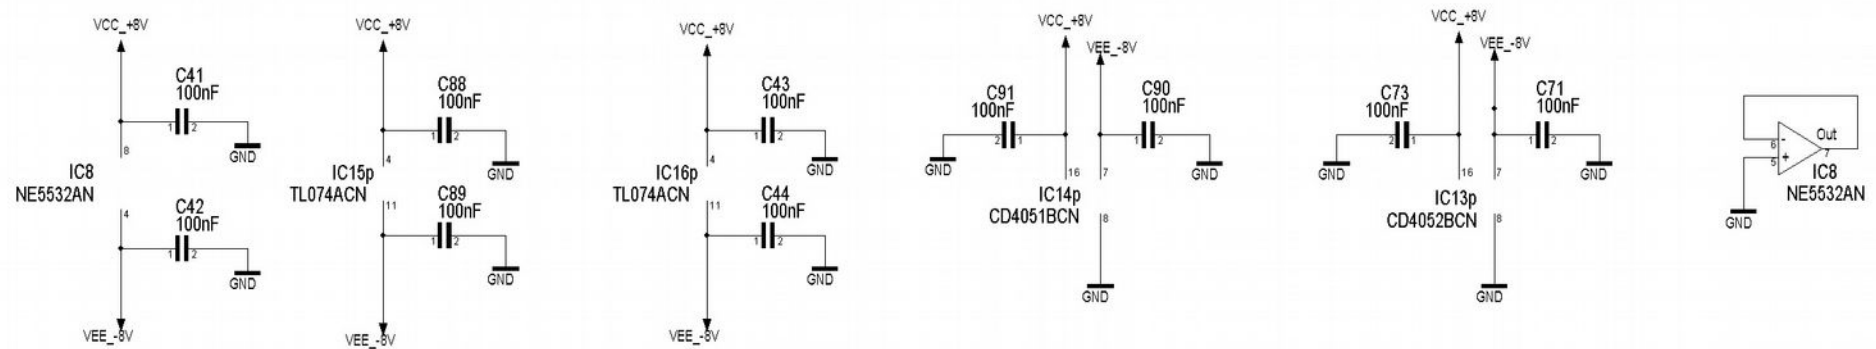 VCC_+8V
C41
100nF
1
2
GND
8
IC8
NE5532AN
4
C42
100nF
1
2
GND
VEE_-8V
VCC_+8V
C88
100nF
1
2
GND
4
IC15p
TL074ACN
11
C89
100nF
1
2
GND
VEE_-8V
VCC_+8V
C43
100nF
1
2
GND
4
IC16p
TL074ACN
11
C44
100nF
1
2
GND
VEE_-8V
VCC_+8V
VEE_-8V
C91
100nF
2
1
GND
C90
100nF
1
2
GND
16
7
IC14p
CD4051BCN
8
GND
VCC_+8V
VEE_-8V
C73
100nF
2
1
GND
C71
100nF
1
2
GND
16
7
IC13p
CD4052BCN
8
GND
Out
6
-
5
+
7
IC8
NE5532AN
GND